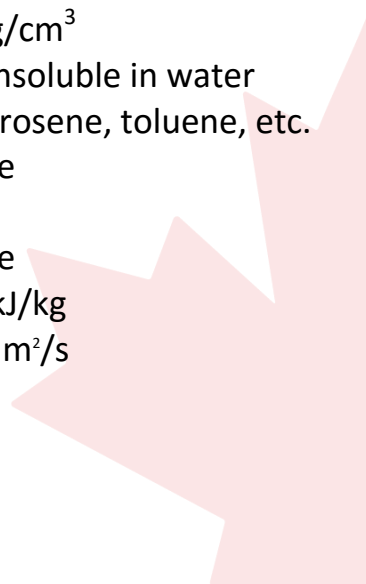 g/cm³
nsoluble in water
rosene, toluene, etc.
e
e
kJ/kg
m²/s